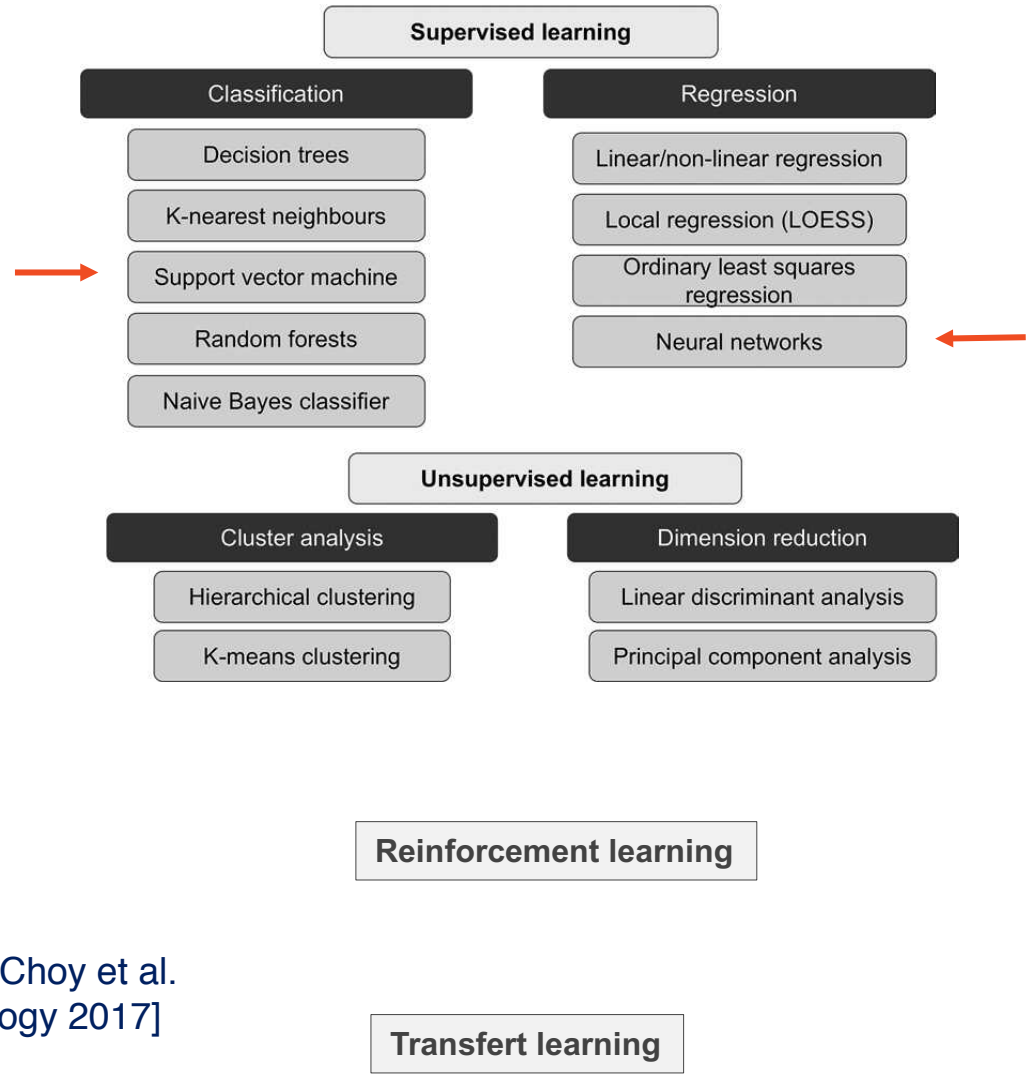 Supervised learning
Classification
Decision trees
K-nearest neighbours
Support vector machine
Random forests
Naive Bayes classifier
Regression
Linear/non-linear regression
Local regression (LOESS)
Ordinary least squares
regression
Neural networks
Unsupervised learning
Cluster analysis
Hierarchical clustering
K-means clustering
Dimension reduction
Linear discriminant analysis
Principal component analysis
Reinforcement learning
Choy et al.
ogy 2017]
Transfert learning